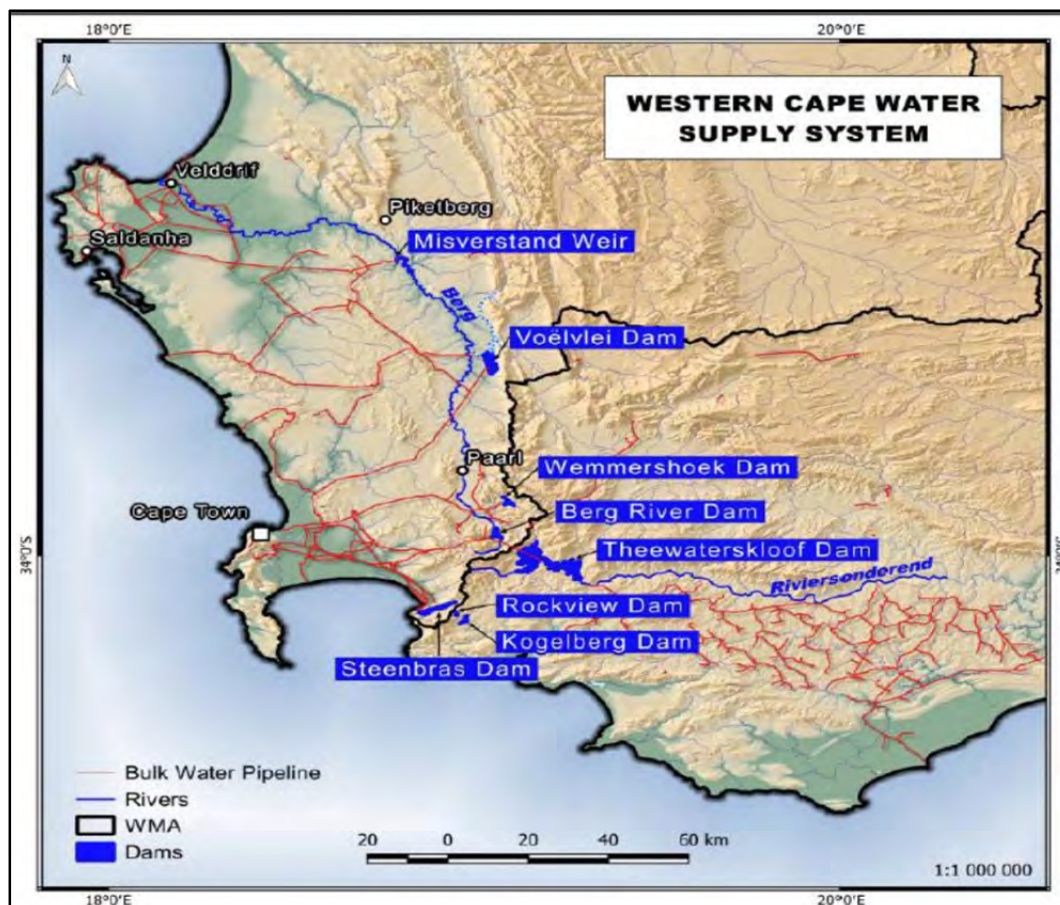 18°0'E 20°0'E
N
WESTERN CAPE WATER
SUPPLY SYSTEM
Velddrif
Piketberg
Saldanha
Misverstand Weir
Berg
Voëlvlei Dam
Paarl
Wemmershoek Dam
Cape Town
Berg River Dam
34°0'S
Theewaterskloof Dam
34°0'S
Riviersonderend
Rockview Dam
Kogelberg Dam
Steenbras Dam
Bulk Water Pipeline
Rivers
WMA
Dams
20 0 20 40 60 km
1:1 000 000
18°0'E 20°0'E